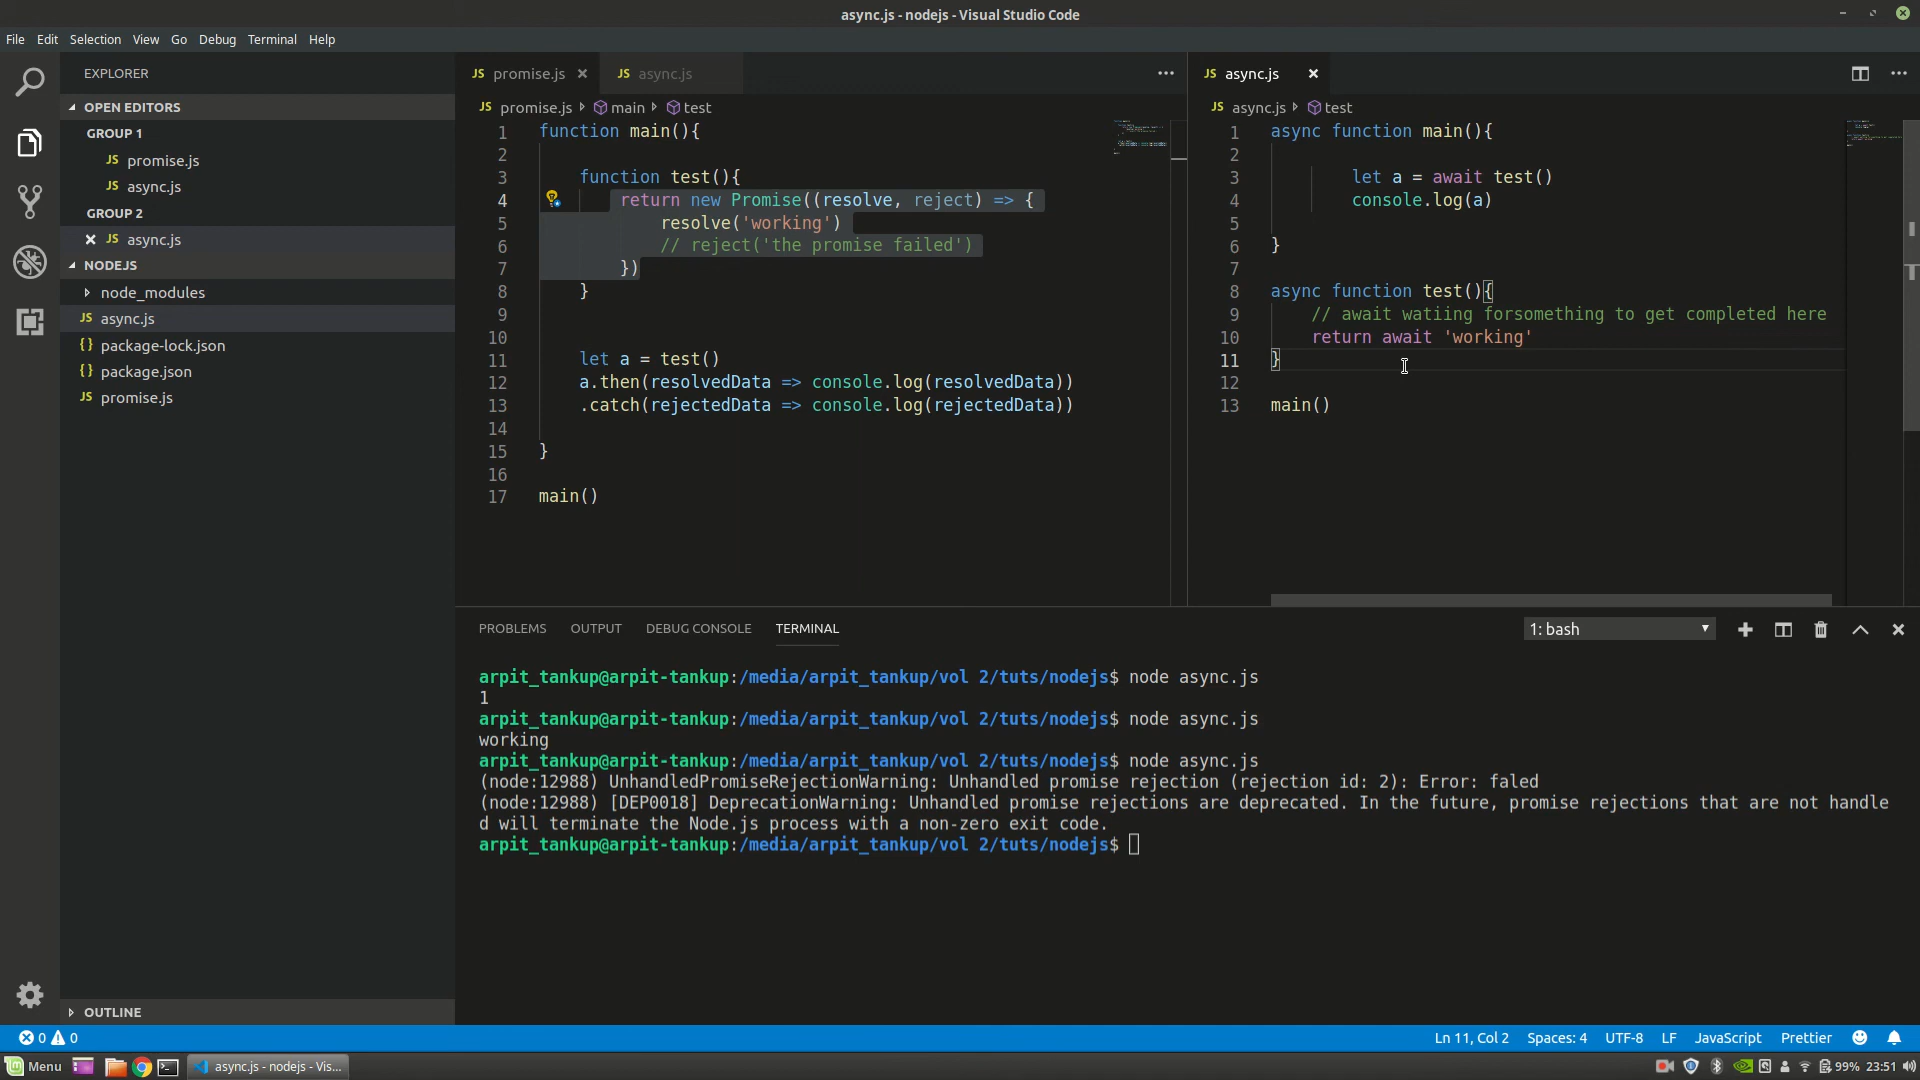 async.js - nodejs - Visual Studio Code
File Edit Selection View Go Debug Terminal Help
EXPLORER
OPEN EDITORS
GROUP 1
JS promise.js
JS async.js
GROUP 2
JS async.js
NODEJS
node_modules
JS async.js
{} package-lock.json
{} package.json
JS promise.js
OUTLINE
JS promise.js JS async.js
JS promise.js main test
1 function main(){
2
3 function test(){
4 return new Promise((resolve, reject) => {
5 resolve('working')
6 // reject('the promise failed')
7 })
8 }
9
10
11 let a = test()
12 a.then(resolvedData => console.log(resolvedData))
13 .catch(rejectedData => console.log(rejectedData))
14
15 }
16
17 main()
JS async.js
JS async.js test
1 async function main(){
2
3 let a = await test()
4 console.log(a)
5
6 }
7
8 async function test(){
9 // await watiing forsomething to get completed here
10 return await 'working'
11 }
12
13 main()
PROBLEMS OUTPUT DEBUG CONSOLE TERMINAL 1: bash
arpit_tankup@arpit-tankup:/media/arpit_tankup/vol 2/tuts/nodejs$ node async.js
1
arpit_tankup@arpit-tankup:/media/arpit_tankup/vol 2/tuts/nodejs$ node async.js
working
arpit_tankup@arpit-tankup:/media/arpit_tankup/vol 2/tuts/nodejs$ node async.js
(node:12988) UnhandledPromiseRejectionWarning: Unhandled promise rejection (rejection id: 2): Error: faled
(node:12988) [DEP0018] DeprecationWarning: Unhandled promise rejections are deprecated. In the future, promise rejections that are not handle
d will terminate the Node.js process with a non-zero exit code.
arpit_tankup@arpit-tankup:/media/arpit_tankup/vol 2/tuts/nodejs$
0 0 Ln 11, Col 2 Spaces: 4 UTF-8 LF JavaScript Prettier
Menu async.js - nodejs - Vis... 99% 23:51